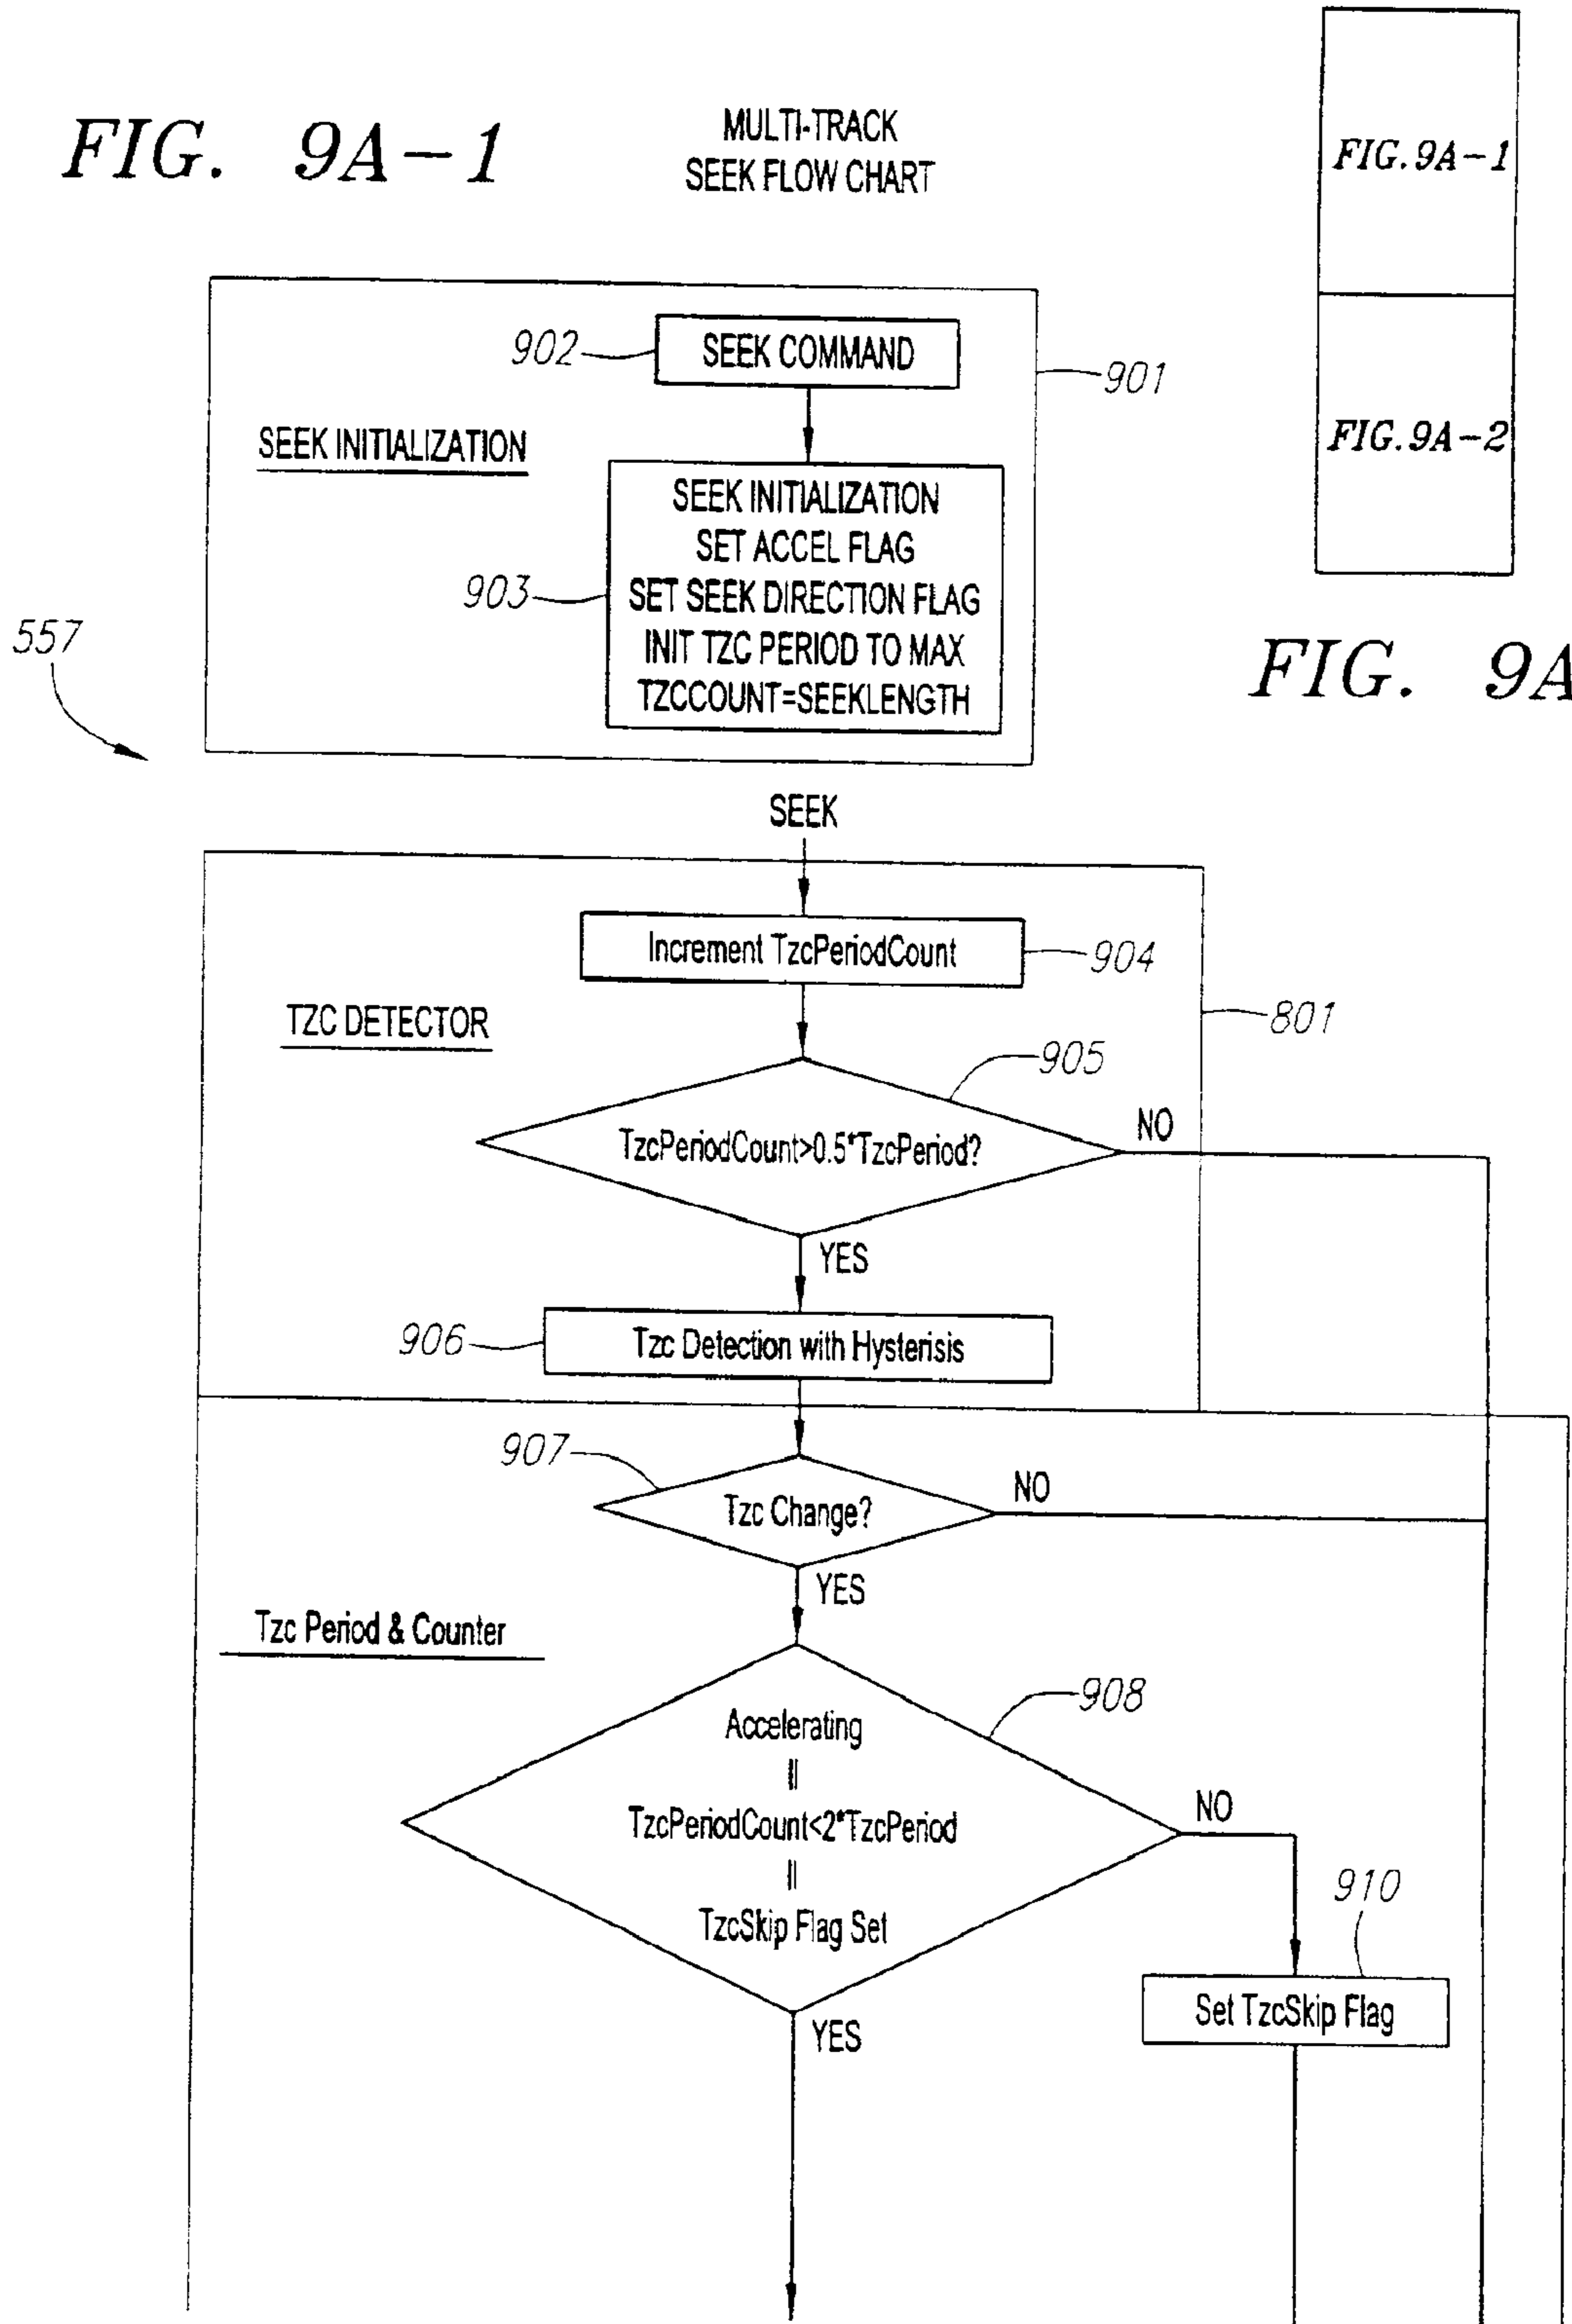 FIG. 9A-1
MULTI-TRACK
SEEK FLOW CHART
FIG.9A-1
FIG.9A-2
FIG. 9A
902
SEEK COMMAND
901
SEEK INITIALIZATION
903
SEEK INITIALIZATION
SET ACCEL FLAG
SET SEEK DIRECTION FLAG
INIT TZC PERIOD TO MAX
TZCCOUNT=SEEKLENGTH
557
SEEK
Increment TzcPeriodCount
904
TZC DETECTOR
801
905
TzcPeriodCount>0.5*TzcPeriod?
NO
YES
906
Tzc Detection with Hysterisis
907
Tzc Change?
NO
YES
Tzc Period & Counter
908
Accelerating
||
TzcPeriodCount<2*TzcPeriod
||
TzcSkip Flag Set
NO
910
Set TzcSkip Flag
YES